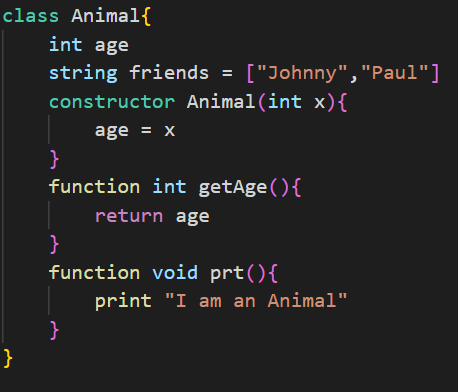 class Animal{
int age
string friends = ["Johnny","Paul"]
constructor Animal(int x){
age = x
}
function int getAge(){
return age
}
function void prt(){
print "I am an Animal"
}
}